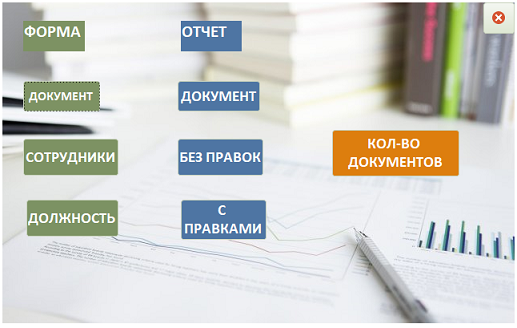 ФОРМА
ОТЧЕТ
ДОКУМЕНТ
ДОКУМЕНТ
СОТРУДНИКИ
БЕЗ ПРАВОК
КОЛ-ВО
ДОКУМЕНТОВ
ДОЛЖНОСТЬ
С
ПРАВКАМИ